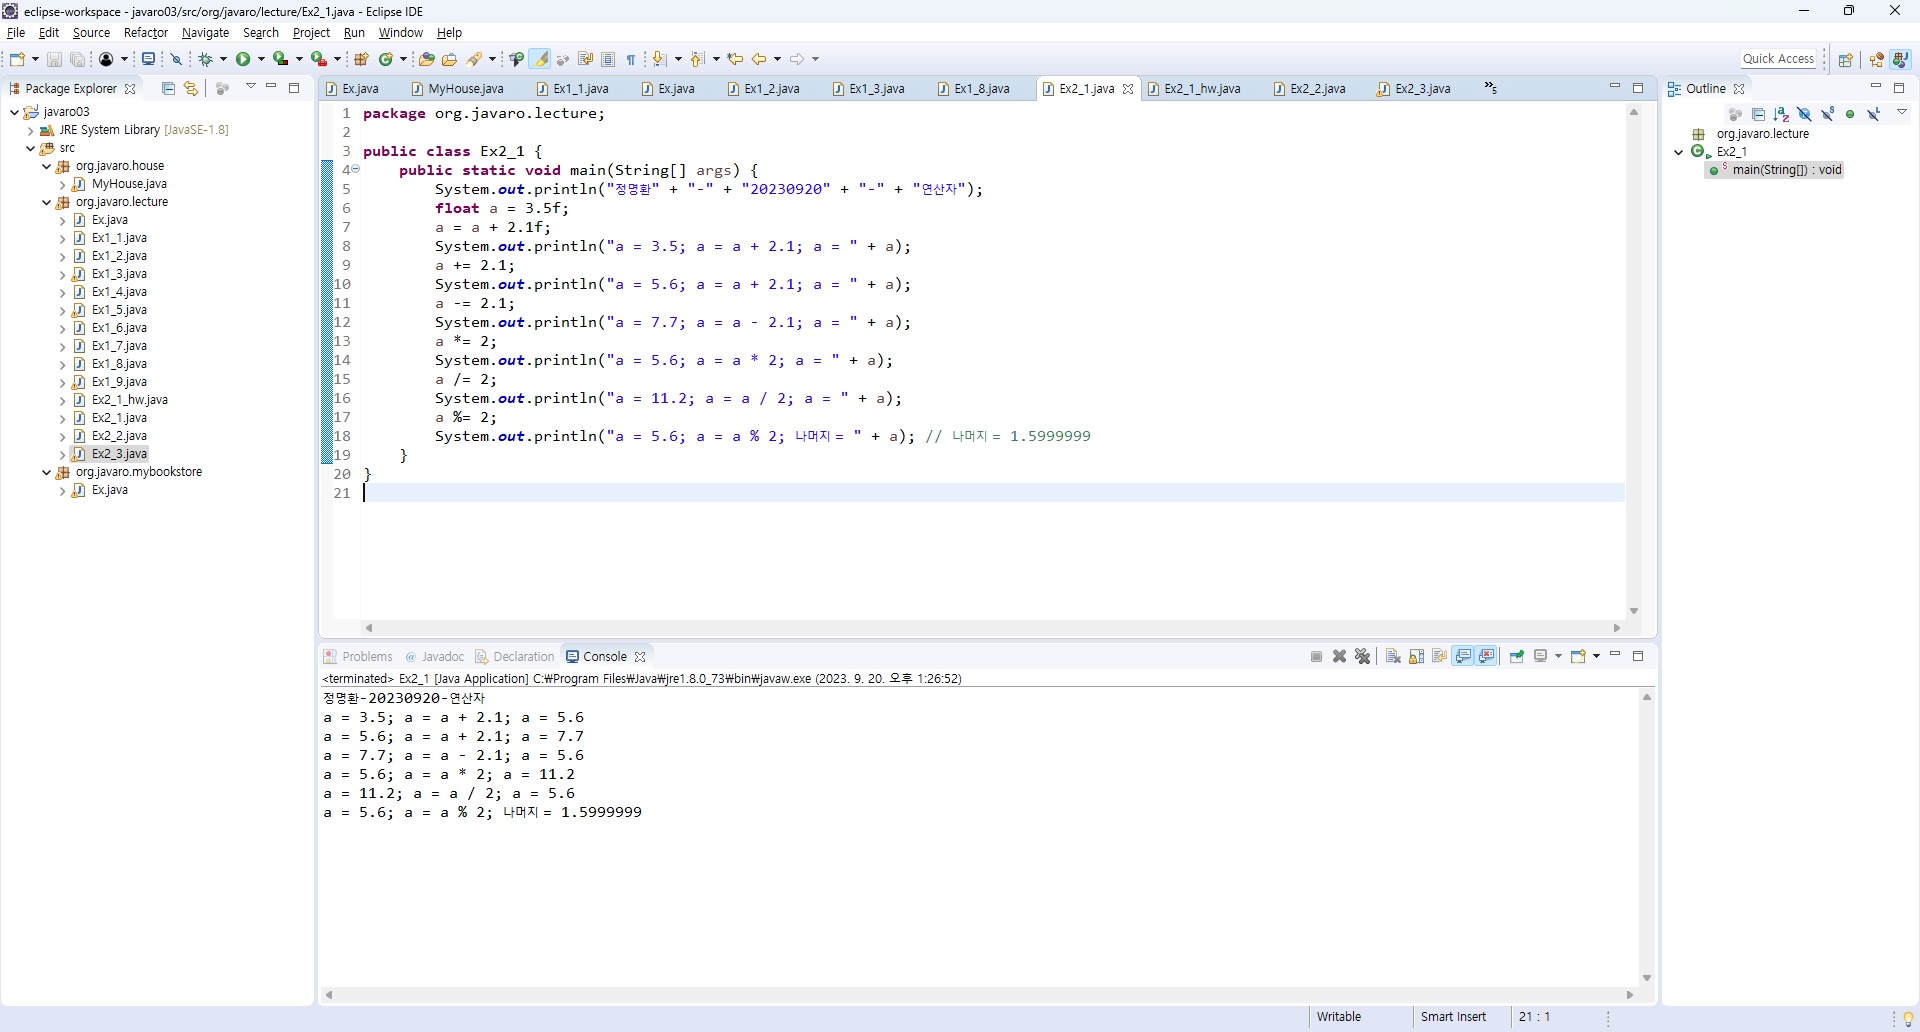 eclipse-workspace - javaro03/src/org/javaro/lecture/Ex2_1.java - Eclipse IDE
File Edit Source Refactor Navigate Search Project Run Window Help
Quick Access
Package Explorer
javaro03
JRE System Library [JavaSE-1.8]
src
org.javaro.house
MyHouse.java
org.javaro.lecture
Ex.java
Ex1_1.java
Ex1_2.java
Ex1_3.java
Ex1_4.java
Ex1_5.java
Ex1_6.java
Ex1_7.java
Ex1_8.java
Ex1_9.java
Ex2_1_hw.java
Ex2_1.java
Ex2_2.java
Ex2_3.java
org.javaro.mybookstore
Ex.java
Ex.java MyHouse.java Ex1_1.java Ex.java Ex1_2.java Ex1_3.java Ex1_8.java Ex2_1.java Ex2_1_hw.java Ex2_2.java Ex2_3.java »5
1 package org.javaro.lecture;
2
3 public class Ex2_1 {
4 public static void main(String[] args) {
5 System.out.println("정명환" + "-" + "20230920" + "-" + "연산자");
6 float a = 3.5f;
7 a = a + 2.1f;
8 System.out.println("a = 3.5; a = a + 2.1; a = " + a);
9 a += 2.1;
10 System.out.println("a = 5.6; a = a + 2.1; a = " + a);
11 a -= 2.1;
12 System.out.println("a = 7.7; a = a - 2.1; a = " + a);
13 a *= 2;
14 System.out.println("a = 5.6; a = a * 2; a = " + a);
15 a /= 2;
16 System.out.println("a = 11.2; a = a / 2; a = " + a);
17 a %= 2;
18 System.out.println("a = 5.6; a = a % 2; 나머지 = " + a); // 나머지 = 1.5999999
19 }
20 }
21
Problems @ Javadoc Declaration Console
<terminated> Ex2_1 [Java Application] C:₩Program Files₩Java₩jre1.8.0_73₩bin₩javaw.exe (2023. 9. 20. 오후 1:26:52)
정명환-20230920-연산자
a = 3.5; a = a + 2.1; a = 5.6
a = 5.6; a = a + 2.1; a = 7.7
a = 7.7; a = a - 2.1; a = 5.6
a = 5.6; a = a * 2; a = 11.2
a = 11.2; a = a / 2; a = 5.6
a = 5.6; a = a % 2; 나머지 = 1.5999999
Outline
org.javaro.lecture
Ex2_1
main(String[]) : void
Writable Smart Insert 21 : 1